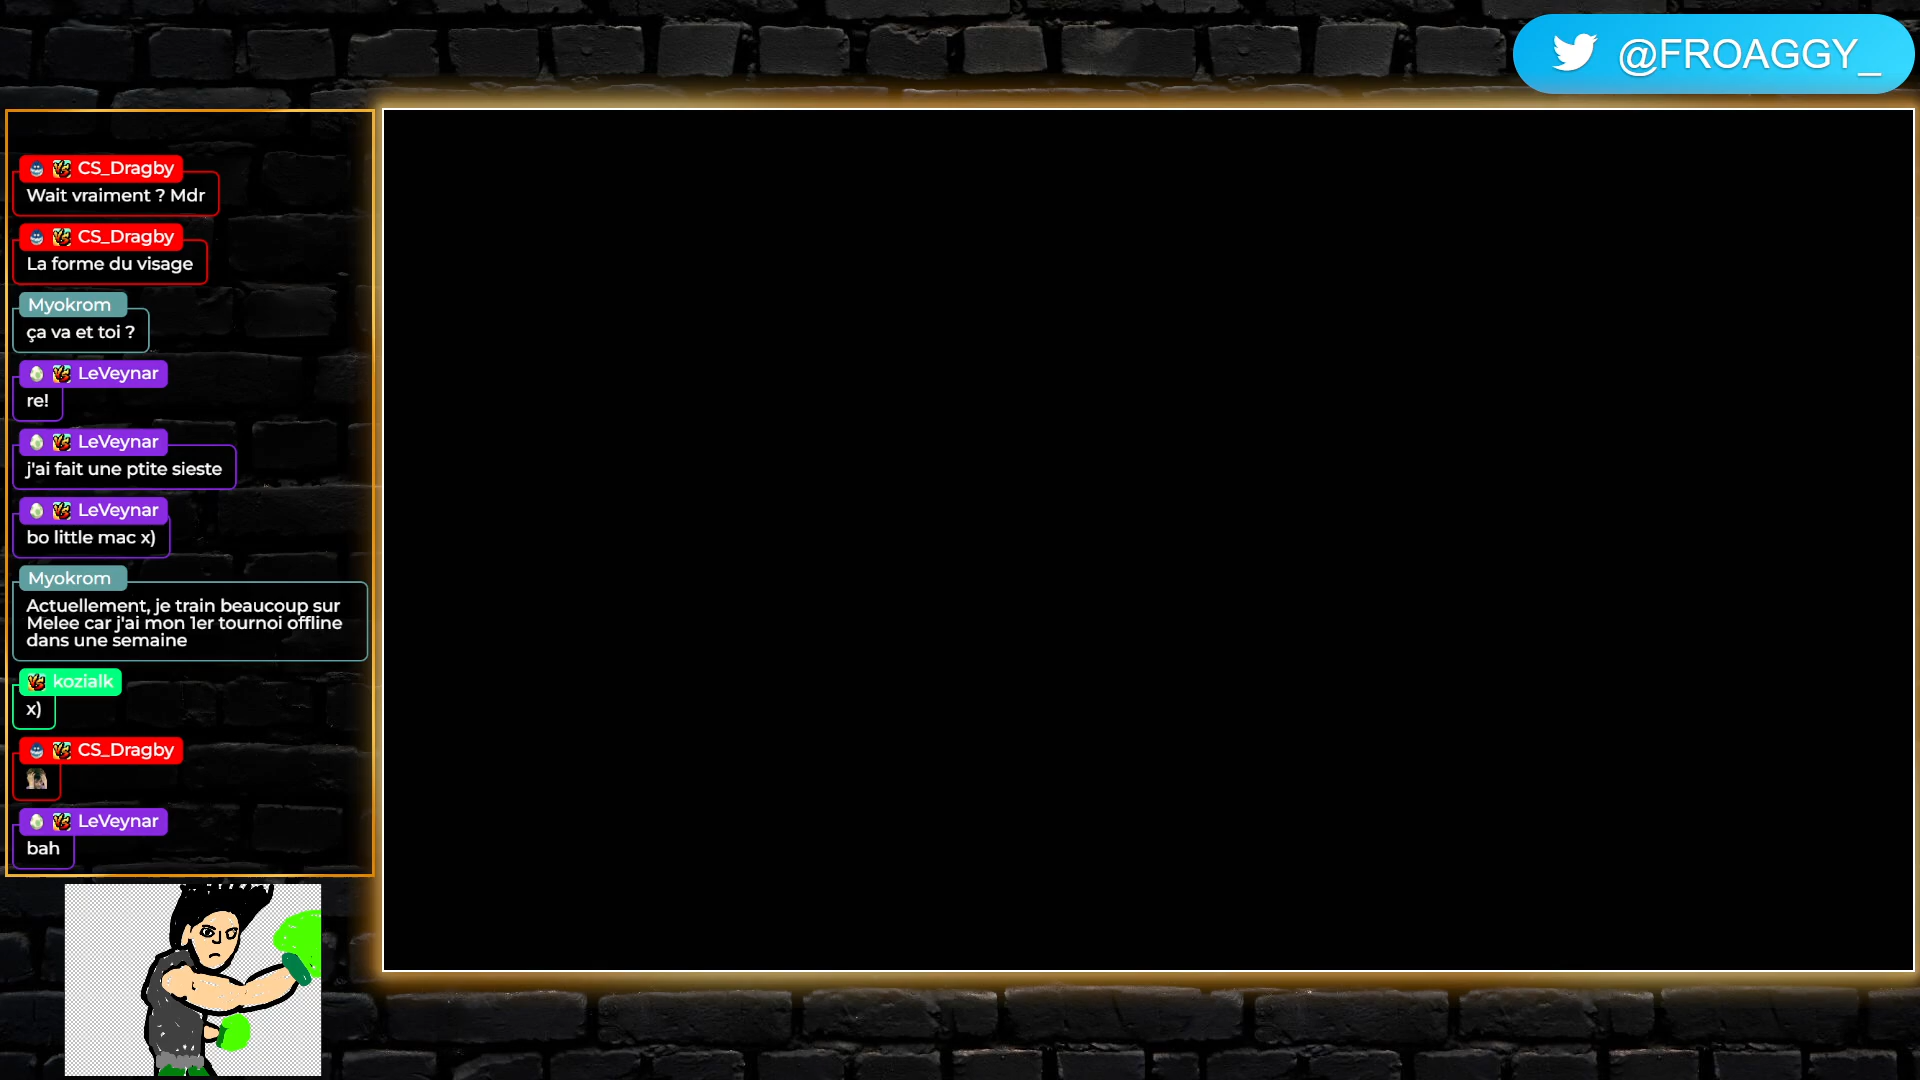 @FROAGGY_
CS_Dragby
Wait vraiment ? Mdr
CS_Dragby
La forme du visage
Myokrom
ça va et toi ?
LeVeynar
re!
LeVeynar
j'ai fait une ptite sieste
LeVeynar
bo little mac x)
Myokrom
Actuellement, je train beaucoup sur
Melee car j'ai mon 1er tournoi offline
dans une semaine
kozialk
x)
CS_Dragby
LeVeynar
bah